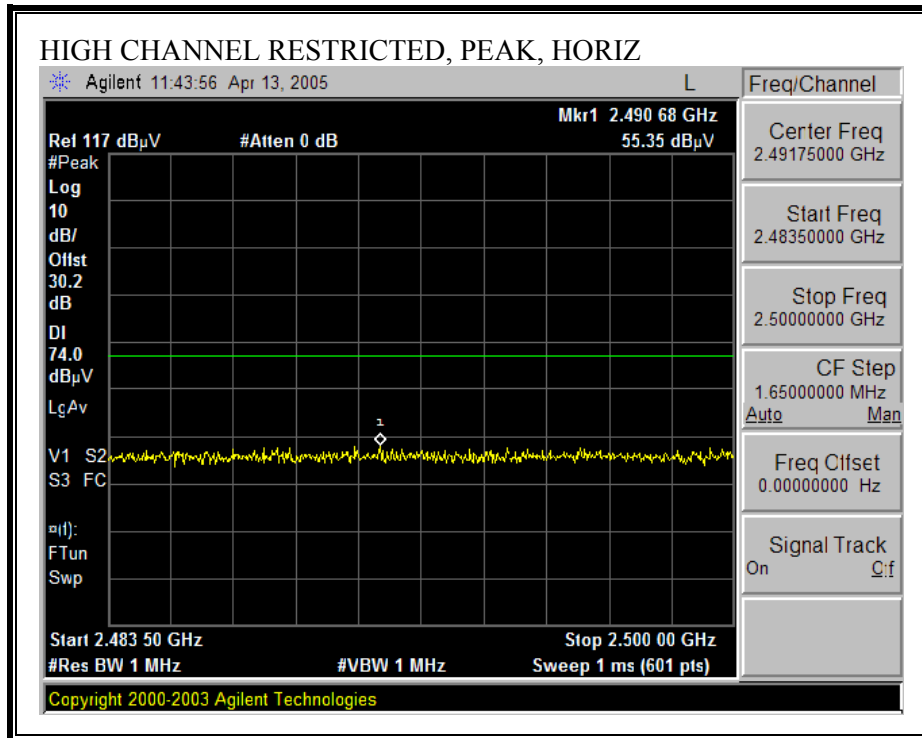 HIGH CHANNEL RESTRICTED, PEAK, HORIZ
Agilent 11:43:56 Apr 13, 2005 L
Freq/Channel
Mkr1 2.490 68 GHz
Ref 117 dBµV #Atten 0 dB 55.35 dBµV
#Peak
Log
10
dB/
Offst
30.2
dB
DI
74.0
dBµV
LgAv
1
V1 S2
S3 FC
¤(f):
FTun
Swp
Start 2.483 50 GHz Stop 2.500 00 GHz
#Res BW 1 MHz #VBW 1 MHz Sweep 1 ms (601 pts)
Center Freq
2.49175000 GHz
Start Freq
2.48350000 GHz
Stop Freq
2.50000000 GHz
CF Step
1.65000000 MHz
Auto Man
Freq Offset
0.00000000 Hz
Signal Track
On Off
Copyright 2000-2003 Agilent Technologies